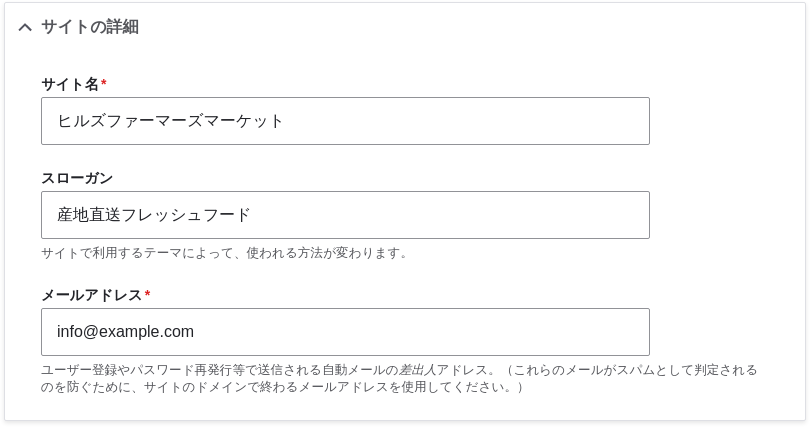 サイトの詳細
サイト名*
ヒルズファーマーズマーケット
スローガン
産地直送フレッシュフード
サイトで利用するテーマによって、使われる方法が変わります。
メールアドレス*
info@example.com
ユーザー登録やパスワード再発行等で送信される自動メールの差出人アドレス。（これらのメールがスパムとして判定される
のを防ぐために、サイトのドメインで終わるメールアドレスを使用してください。）